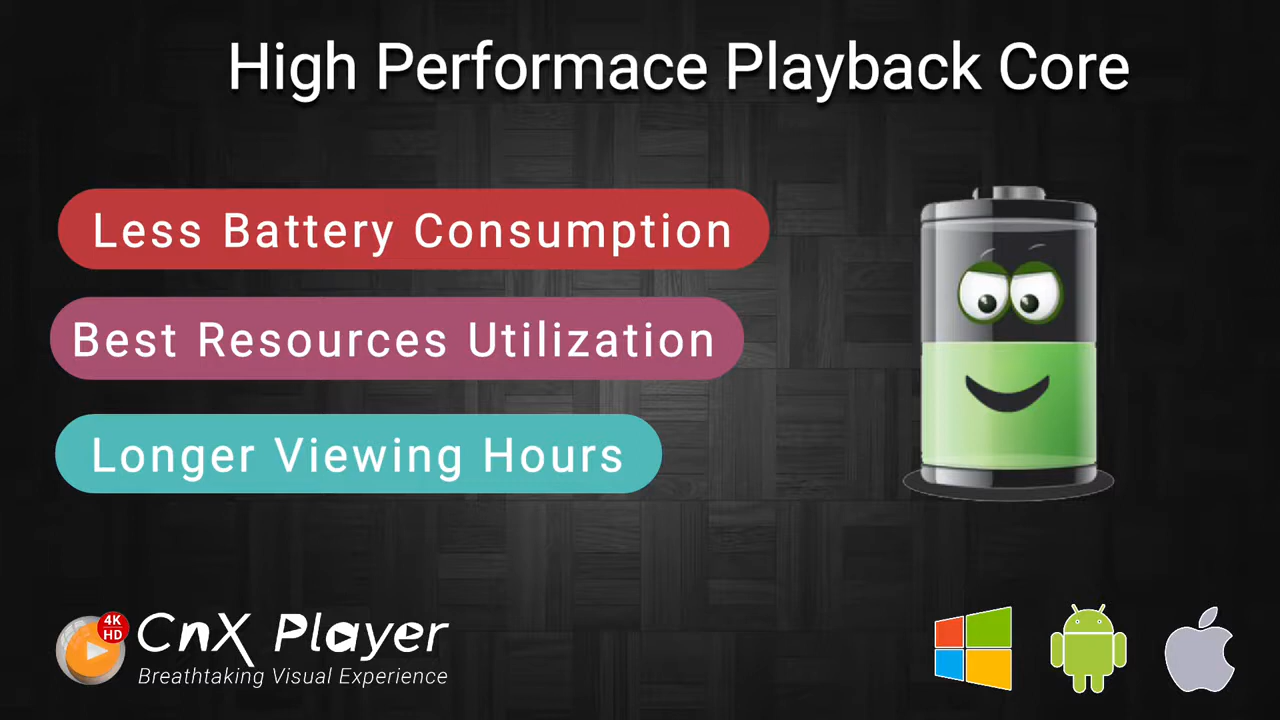 High Performace Playback Core
Less Battery Consumption
Best Resources Utilization
Longer Viewing Hours
4K
HD
CnX Player
Breathtaking Visual Experience